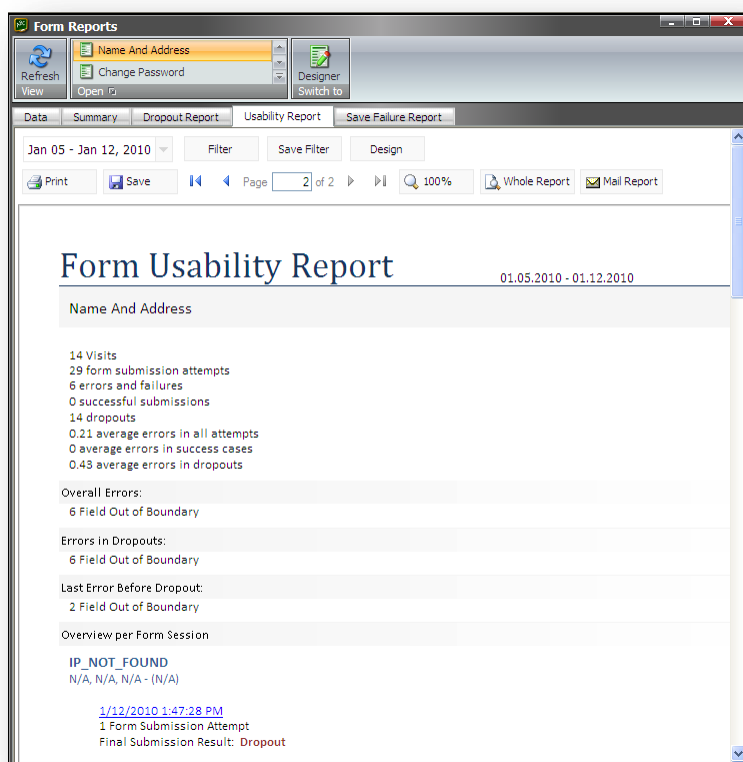 Form Reports
Refresh
View
Name And Address
Change Password
Open
Designer
Switch to
Data Summary Dropout Report Usability Report Save Failure Report
Jan 05 - Jan 12, 2010 Filter Save Filter Design
Print Save Page 2 of 2 100% Whole Report Mail Report
Form Usability Report 01.05.2010 - 01.12.2010
Name And Address
14 Visits
29 form submission attempts
6 errors and failures
0 successful submissions
14 dropouts
0.21 average errors in all attempts
0 average errors in success cases
0.43 average errors in dropouts
Overall Errors:
6 Field Out of Boundary
Errors in Dropouts:
6 Field Out of Boundary
Last Error Before Dropout:
2 Field Out of Boundary
Overview per Form Session
IP_NOT_FOUND
N/A, N/A, N/A - (N/A)
1/12/2010 1:47:28 PM
1 Form Submission Attempt
Final Submission Result: Dropout